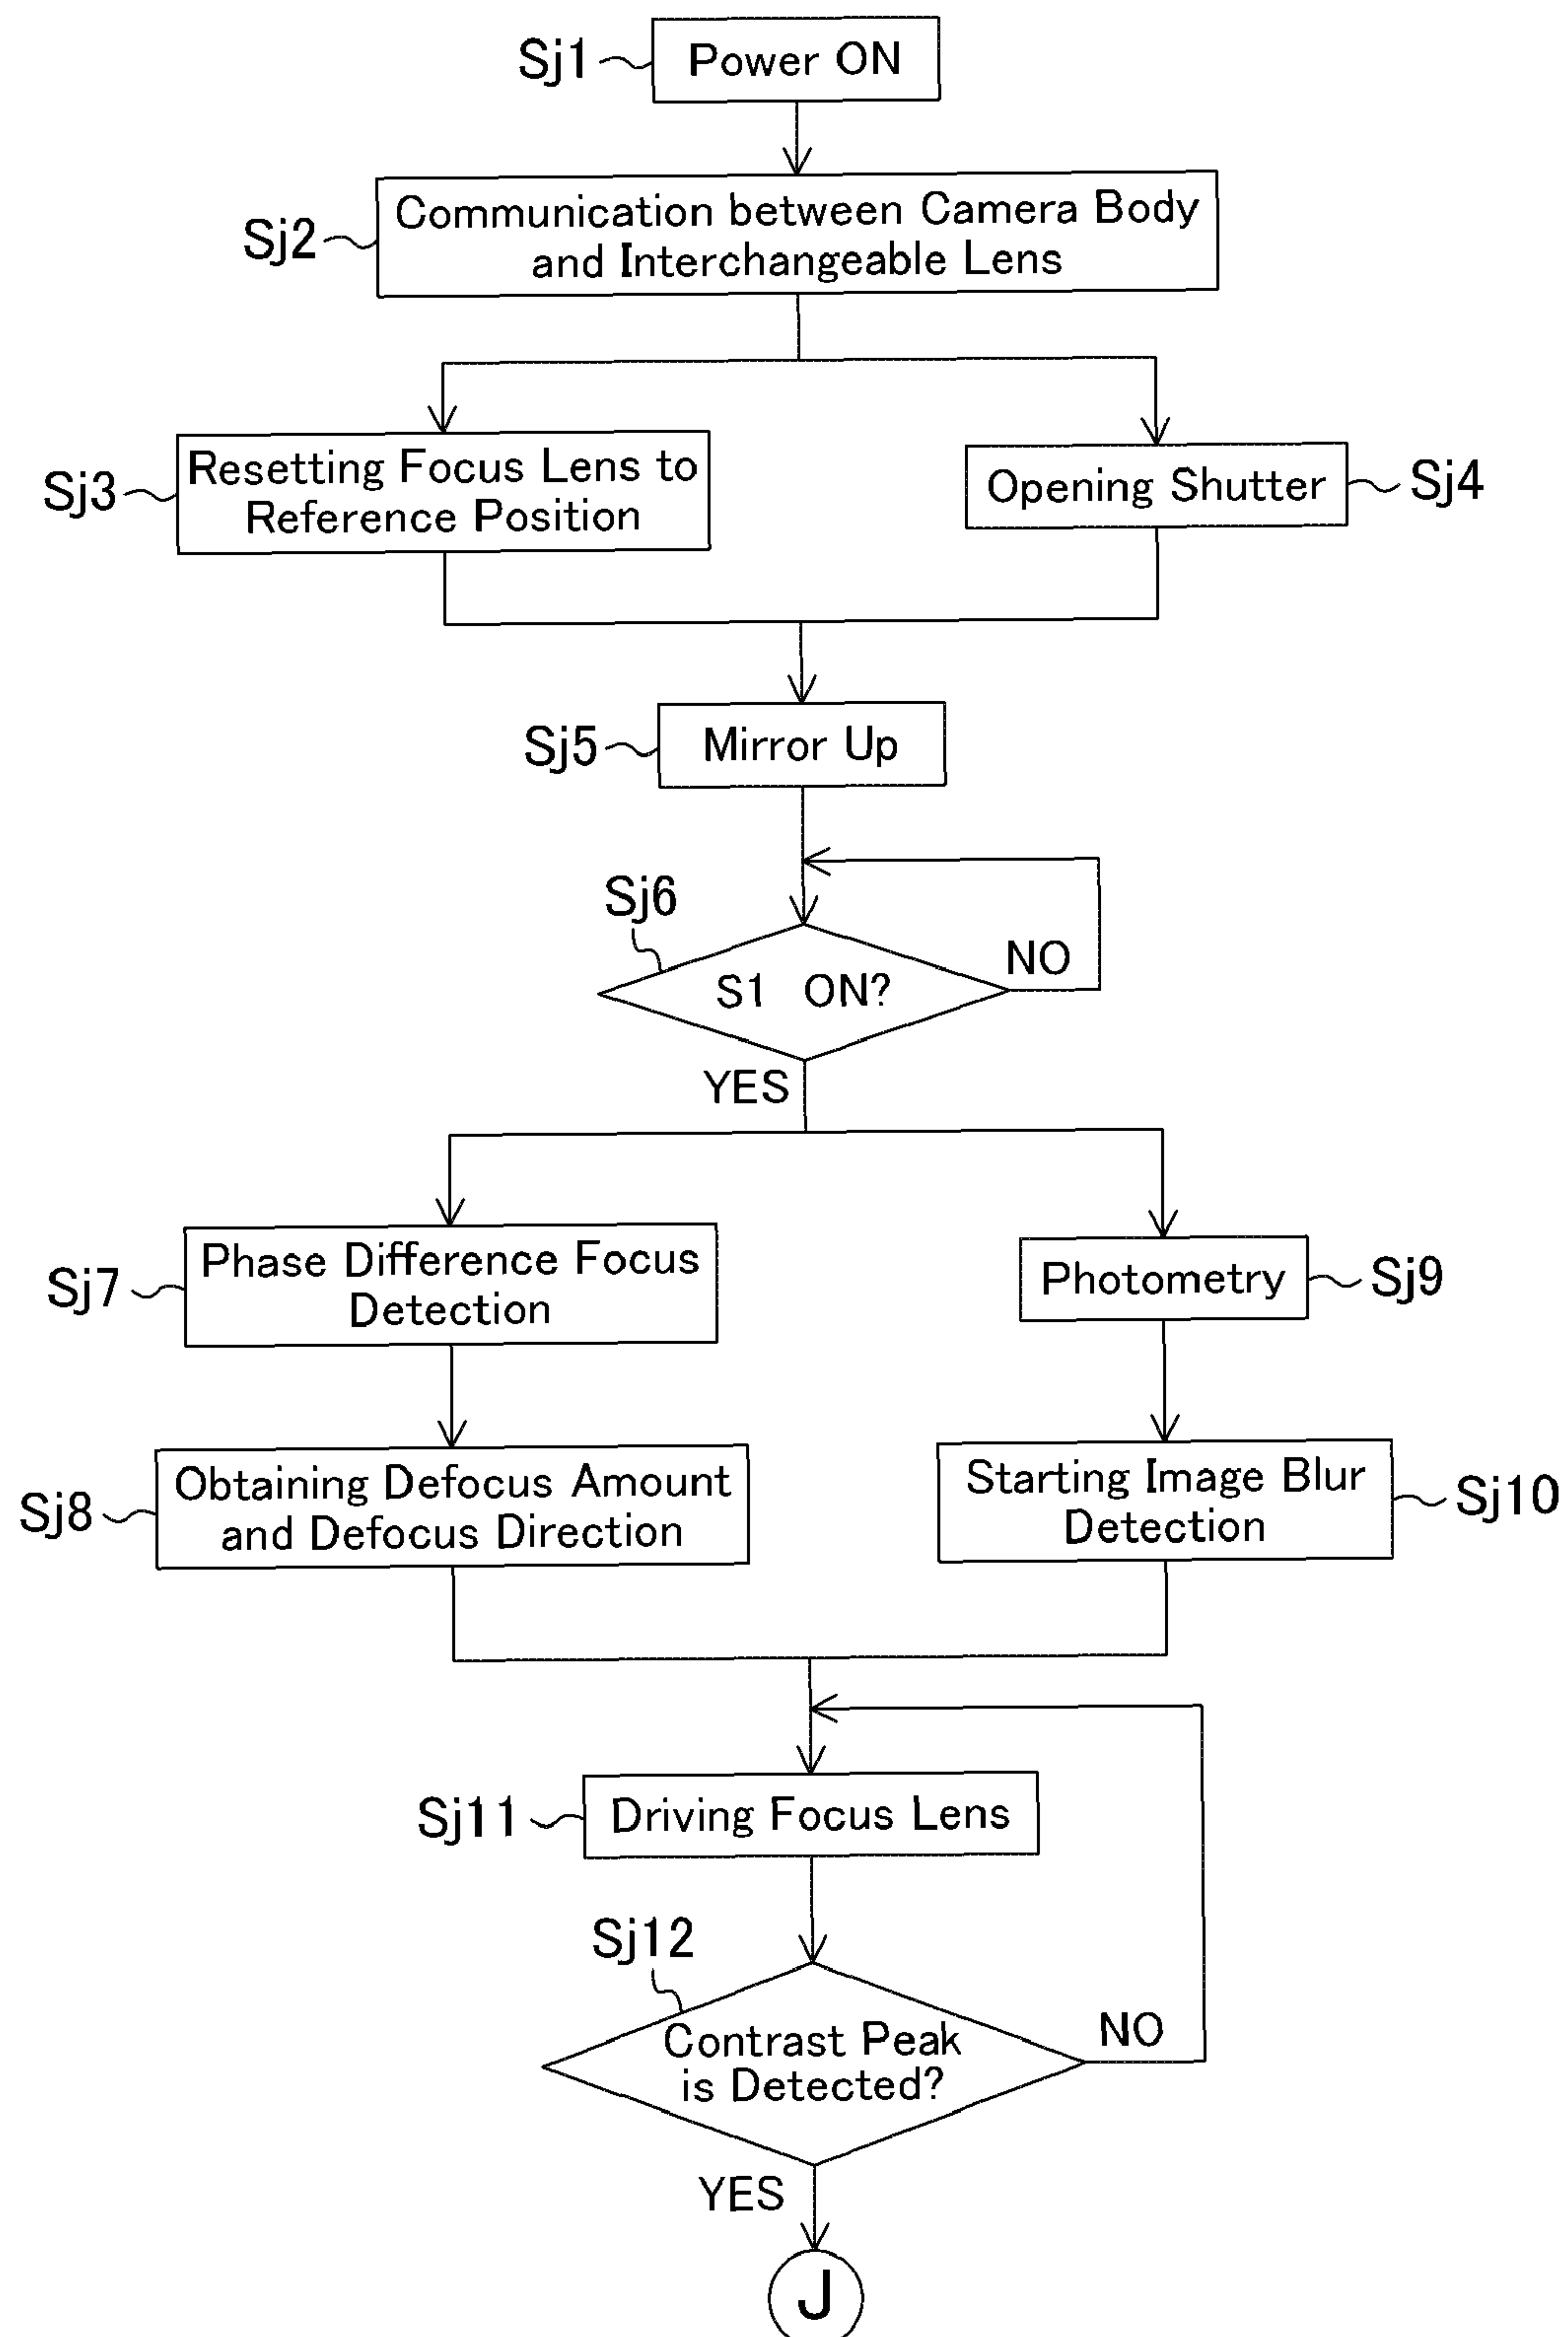 Sj1
Power ON
Sj2
Communication between Camera Body
and Interchangeable Lens
Sj3
Resetting Focus Lens to
Reference Position
Opening Shutter
Sj4
Sj5
Mirror Up
Sj6
S1 ON?
NO
YES
Sj7
Phase Difference Focus
Detection
Photometry
Sj9
Sj8
Obtaining Defocus Amount
and Defocus Direction
Starting Image Blur
Detection
Sj10
Sj11
Driving Focus Lens
Sj12
Contrast Peak
is Detected?
NO
YES
J